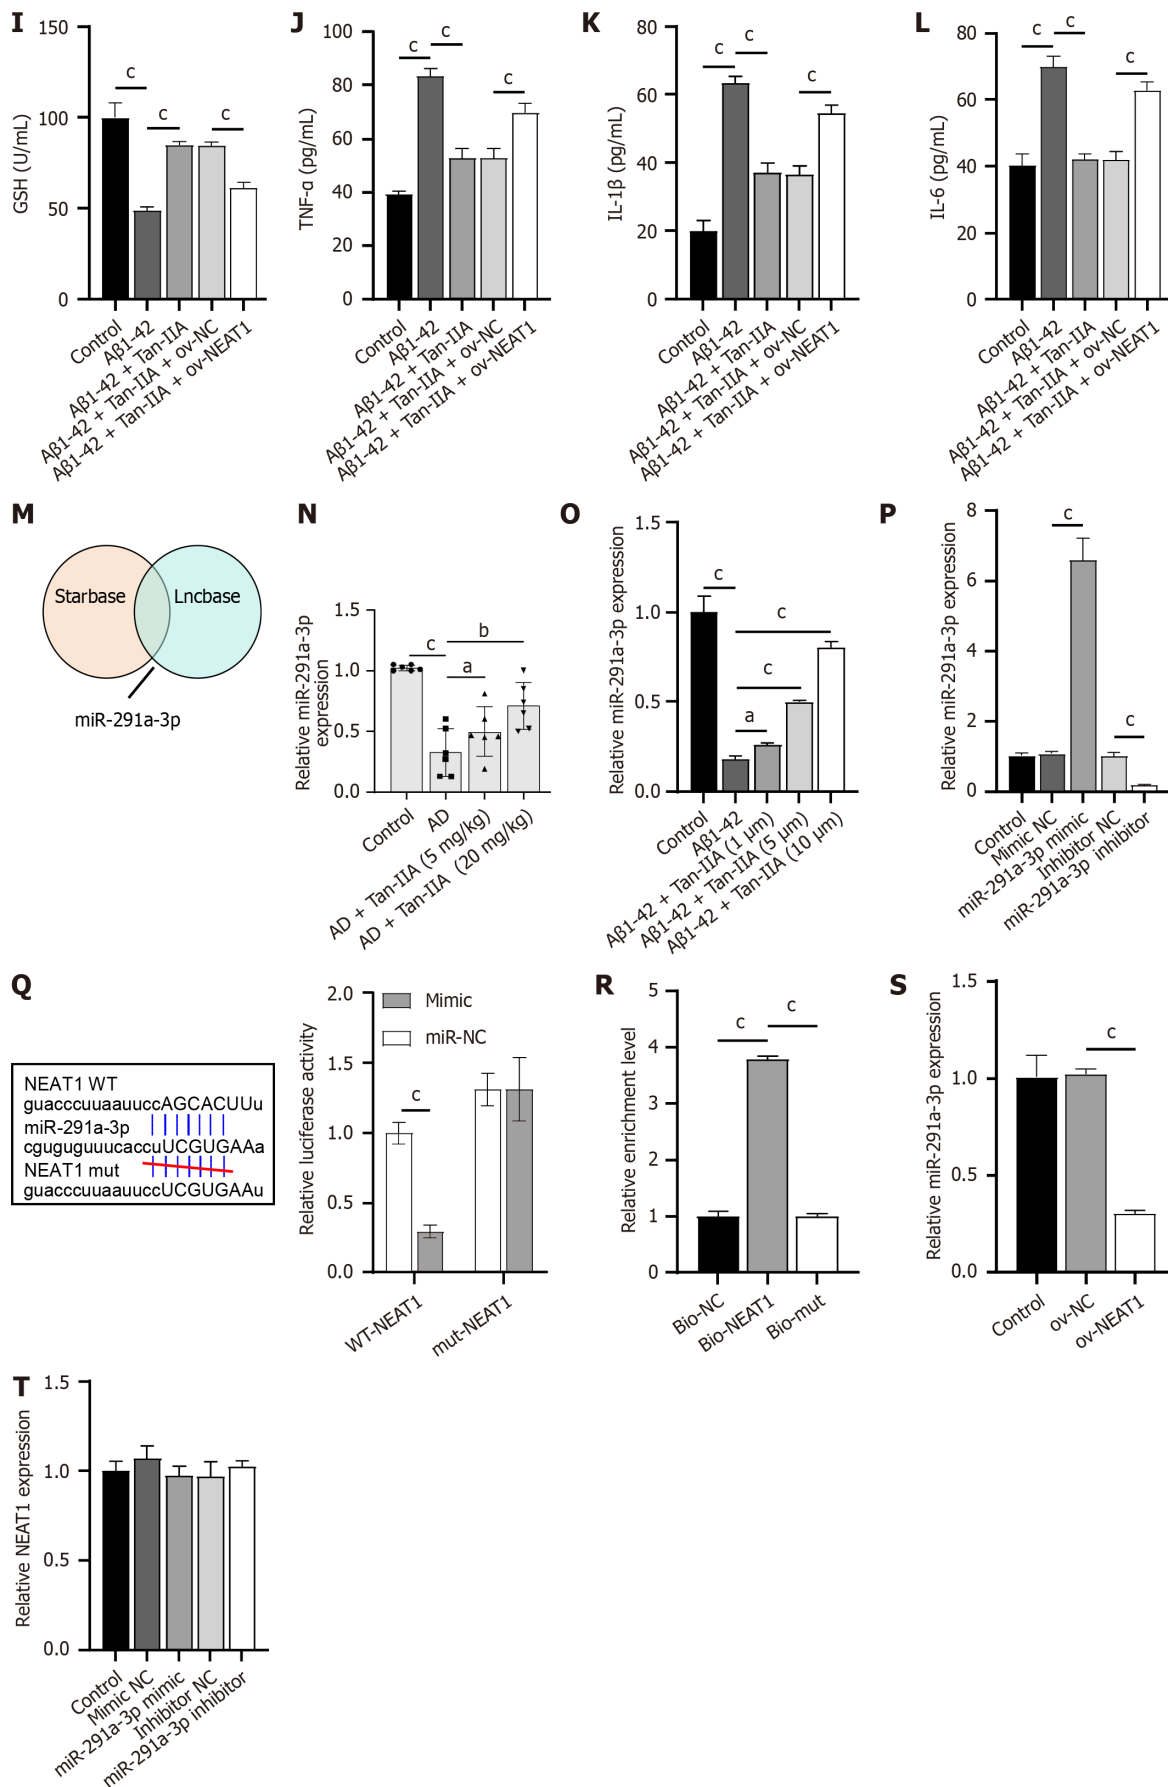 I
GSH (U/mL)
150
100
50
0
c
c
c
Control
Aβ1-42
Aβ1-42 + Tan-IIA
Aβ1-42 + Tan-IIA + ov-NC
Aβ1-42 + Tan-IIA + ov-NEAT1
J
TNF-α (pg/mL)
100
80
60
40
20
0
c
c
c
Control
Aβ1-42
Aβ1-42 + Tan-IIA
Aβ1-42 + Tan-IIA + ov-NC
Aβ1-42 + Tan-IIA + ov-NEAT1
K
IL-1β (pg/mL)
80
60
40
20
0
c
c
c
Control
Aβ1-42
Aβ1-42 + Tan-IIA
Aβ1-42 + Tan-IIA + ov-NC
Aβ1-42 + Tan-IIA + ov-NEAT1
L
IL-6 (pg/mL)
80
60
40
20
0
c
c
c
Control
Aβ1-42
Aβ1-42 + Tan-IIA
Aβ1-42 + Tan-IIA + ov-NC
Aβ1-42 + Tan-IIA + ov-NEAT1
M
Starbase
Lncbase
miR-291a-3p
N
Relative miR-291a-3p
expression
1.5
1.0
0.5
0.0
c
a
b
Control
AD
AD + Tan-IIA (5 mg/kg)
AD + Tan-IIA (20 mg/kg)
O
Relative miR-291a-3p expression
1.5
1.0
0.5
0.0
c
a
c
c
Control
Aβ1-42
Aβ1-42 + Tan-IIA (1 μm)
Aβ1-42 + Tan-IIA (5 μm)
Aβ1-42 + Tan-IIA (10 μm)
P
Relative miR-291a-3p expression
8
6
4
2
0
c
c
Control
Mimic NC
miR-291a-3p mimic
Inhibitor NC
miR-291a-3p inhibitor
Q
NEAT1 WT
guacccuuaauuccAGCACUUu
miR-291a-3p
cguguguuucaccuUCGUGAAa
NEAT1 mut
guacccuuaauuccUCGUGAAu
Relative luciferase activity
2.0
1.5
1.0
0.5
0.0
Mimic
miR-NC
c
WT-NEAT1
mut-NEAT1
R
Relative enrichment level
5
4
3
2
1
0
c
c
Bio-NC
Bio-NEAT1
Bio-mut
S
Relative miR-291a-3p expression
1.5
1.0
0.5
0.0
c
Control
ov-NC
ov-NEAT1
T
Relative NEAT1 expression
1.5
1.0
0.5
0.0
Control
Mimic NC
miR-291a-3p mimic
Inhibitor NC
miR-291a-3p inhibitor